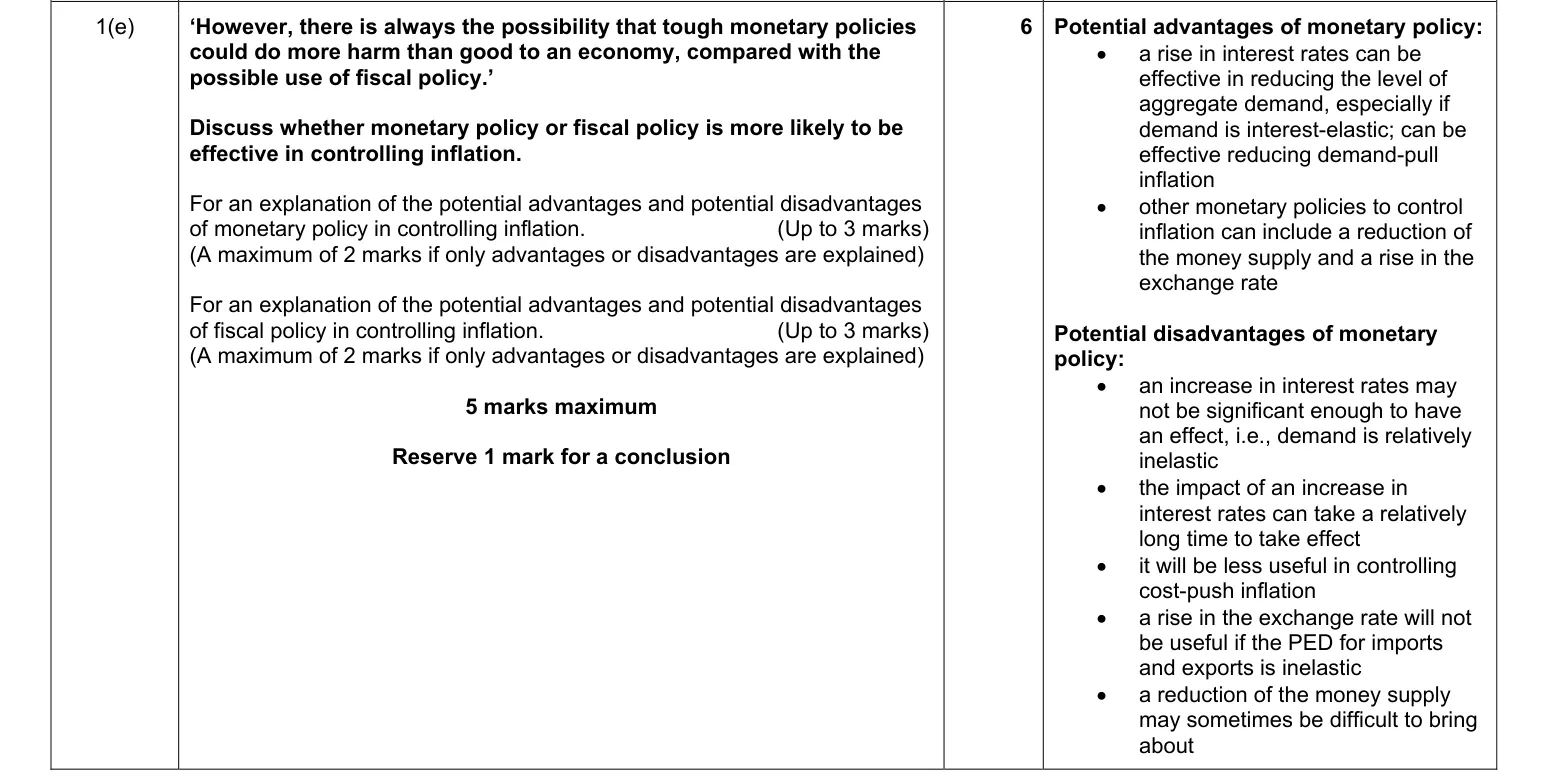 1(e)
‘However, there is always the possibility that tough monetary policies
could do more harm than good to an economy, compared with the
possible use of fiscal policy.’
Discuss whether monetary policy or fiscal policy is more likely to be
effective in controlling inflation.
For an explanation of the potential advantages and potential disadvantages
of monetary policy in controlling inflation. (Up to 3 marks)
(A maximum of 2 marks if only advantages or disadvantages are explained)
For an explanation of the potential advantages and potential disadvantages
of fiscal policy in controlling inflation. (Up to 3 marks)
(A maximum of 2 marks if only advantages or disadvantages are explained)
5 marks maximum
Reserve 1 mark for a conclusion
6
Potential advantages of monetary policy:
• a rise in interest rates can be
effective in reducing the level of
aggregate demand, especially if
demand is interest-elastic; can be
effective reducing demand-pull
inflation
• other monetary policies to control
inflation can include a reduction of
the money supply and a rise in the
exchange rate
Potential disadvantages of monetary
policy:
• an increase in interest rates may
not be significant enough to have
an effect, i.e., demand is relatively
inelastic
• the impact of an increase in
interest rates can take a relatively
long time to take effect
• it will be less useful in controlling
cost-push inflation
• a rise in the exchange rate will not
be useful if the PED for imports
and exports is inelastic
• a reduction of the money supply
may sometimes be difficult to bring
about